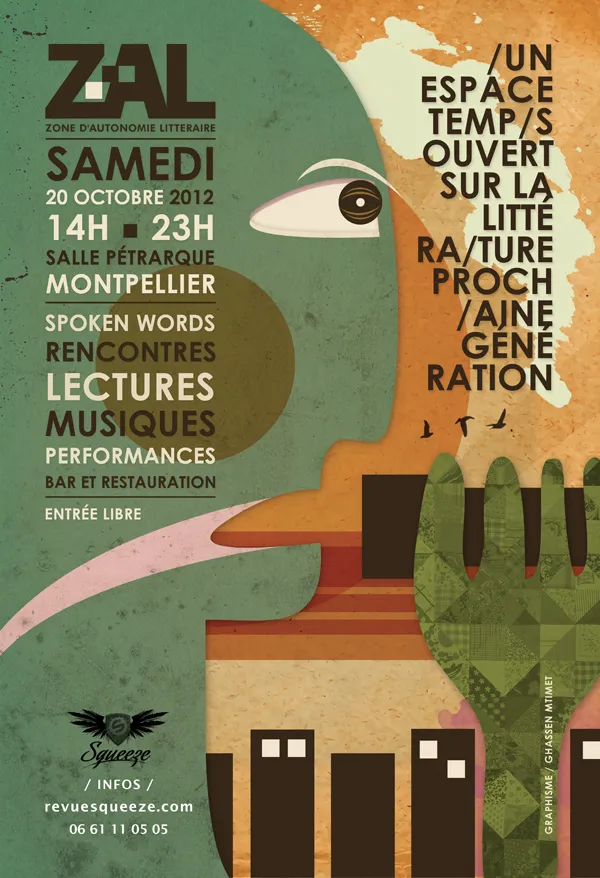 ZAL
ZONE D'AUTONOMIE LITTERAIRE
SAMEDI
20 OCTOBRE 2012
14H ■ 23H
SALLE PÉTRARQUE
MONTPELLIER
SPOKEN WORDS
RENCONTRES
LECTURES
MUSIQUES
PERFORMANCES
BAR ET RESTAURATION
ENTRÉE LIBRE
/UN
ESPACE
TEMP/S
OUVERT
SUR LA
LITTÉ
RA/TURE
PROCH
/AINE
GÉNÉ
RATION
S
Squeeze
/ INFOS /
revuesqueeze.com
06 61 11 05 05
GRAPHISME / GHASSEN MTIMET